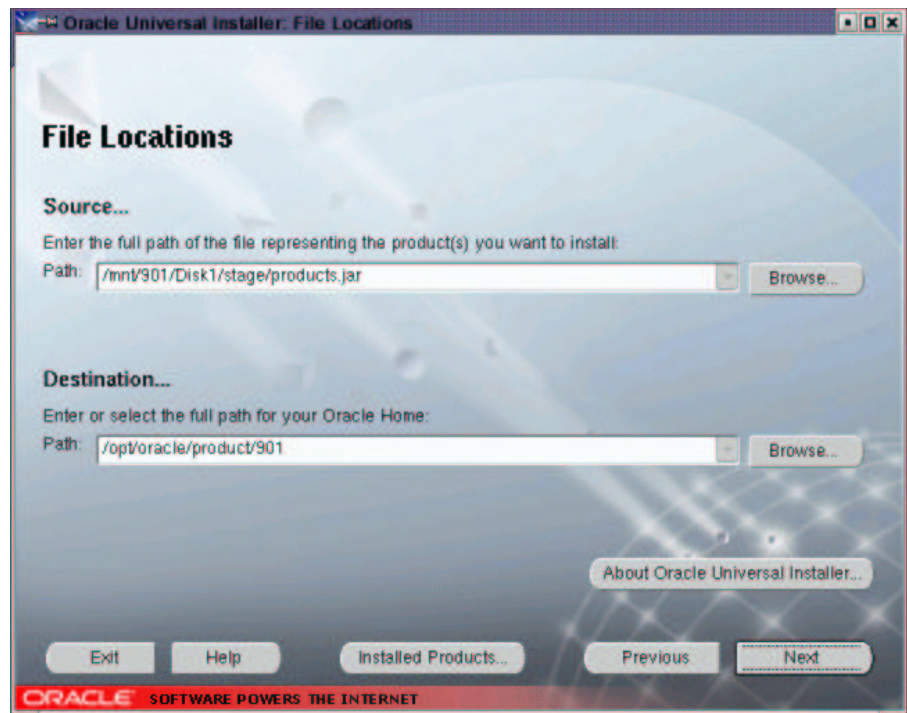 Oracle Universal Installer: File Locations
File Locations
Source...
Enter the full path of the file representing the product(s) you want to install:
Path: /mnt/901/Disk1/stage/products.jar Browse...
Destination...
Enter or select the full path for your Oracle Home:
Path: /opt/oracle/product/901 Browse...
About Oracle Universal Installer...
Exit Help Installed Products... Previous Next
ORACLE SOFTWARE POWERS THE INTERNET